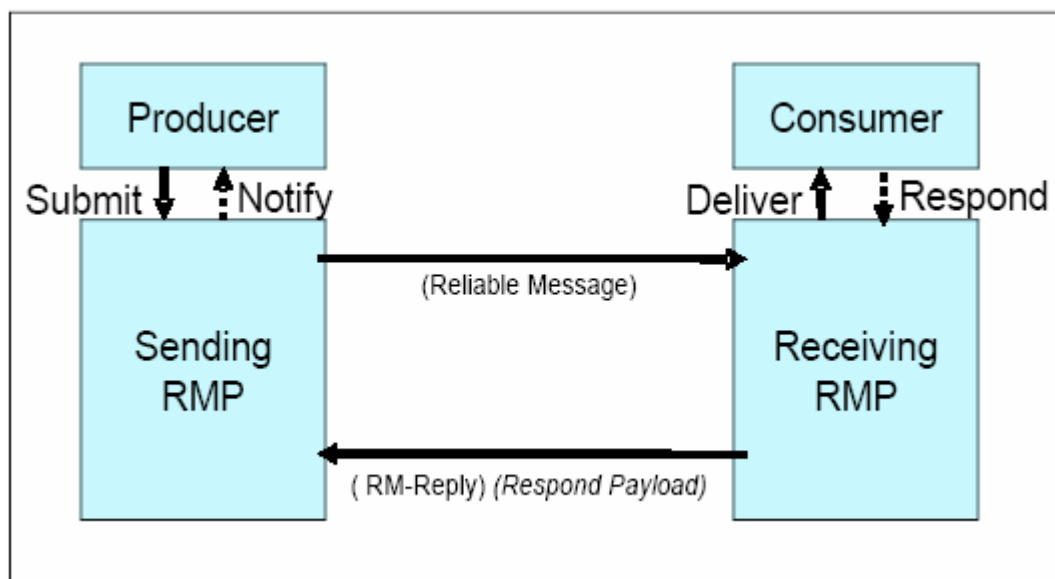 Producer
Consumer
Submit
Notify
Deliver
Respond
(Reliable Message)
Sending
RMP
Receiving
RMP
( RM-Reply) (Respond Payload)